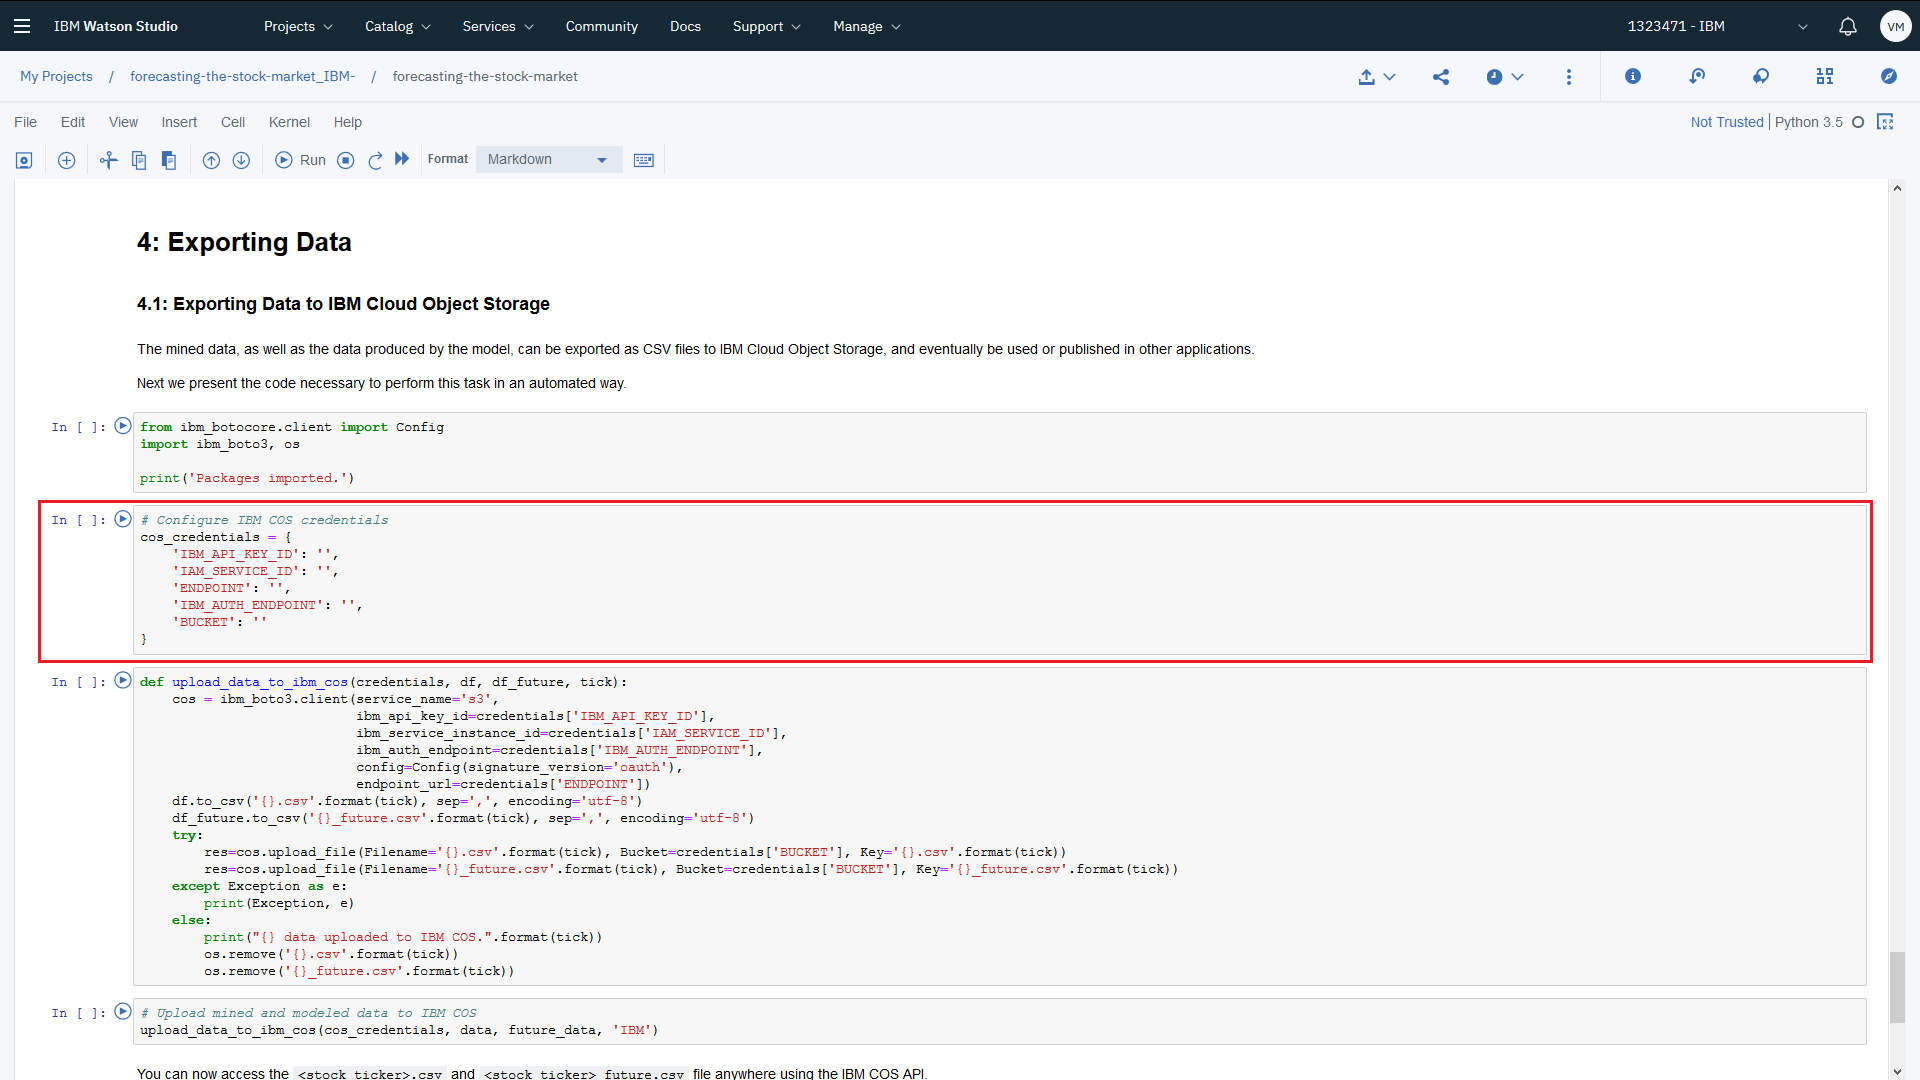 IBM Watson Studio Projects Catalog Services Community Docs Support Manage 1323471 - IBM VM
My Projects / forecasting-the-stock-market_IBM- / forecasting-the-stock-market
File Edit View Insert Cell Kernel Help Not Trusted | Python 3.5
Run Format Markdown
4: Exporting Data
4.1: Exporting Data to IBM Cloud Object Storage
The mined data, as well as the data produced by the model, can be exported as CSV files to IBM Cloud Object Storage, and eventually be used or published in other applications.
Next we present the code necessary to perform this task in an automated way.
In [ ]: from ibm_botocore.client import Config
import ibm_boto3, os
print('Packages imported.')
In [ ]: # Configure IBM COS credentials
cos_credentials = {
    'IBM_API_KEY_ID': '',
    'IAM_SERVICE_ID': '',
    'ENDPOINT': '',
    'IBM_AUTH_ENDPOINT': '',
    'BUCKET': ''
}
In [ ]: def upload_data_to_ibm_cos(credentials, df, df_future, tick):
    cos = ibm_boto3.client(service_name='s3',
                           ibm_api_key_id=credentials['IBM_API_KEY_ID'],
                           ibm_service_instance_id=credentials['IAM_SERVICE_ID'],
                           ibm_auth_endpoint=credentials['IBM_AUTH_ENDPOINT'],
                           config=Config(signature_version='oauth'),
                           endpoint_url=credentials['ENDPOINT'])
    df.to_csv('{}.csv'.format(tick), sep=',', encoding='utf-8')
    df_future.to_csv('{}_future.csv'.format(tick), sep=',', encoding='utf-8')
    try:
        res=cos.upload_file(Filename='{}.csv'.format(tick), Bucket=credentials['BUCKET'], Key='{}.csv'.format(tick))
        res=cos.upload_file(Filename='{}_future.csv'.format(tick), Bucket=credentials['BUCKET'], Key='{}_future.csv'.format(tick))
    except Exception as e:
        print(Exception, e)
    else:
        print("{} data uploaded to IBM COS.".format(tick))
        os.remove('{}.csv'.format(tick))
        os.remove('{}_future.csv'.format(tick))
In [ ]: # Upload mined and modeled data to IBM COS
upload_data_to_ibm_cos(cos_credentials, data, future_data, 'IBM')
You can now access the <stock ticker>.csv and <stock ticker>_future.csv file anywhere using the IBM COS API.